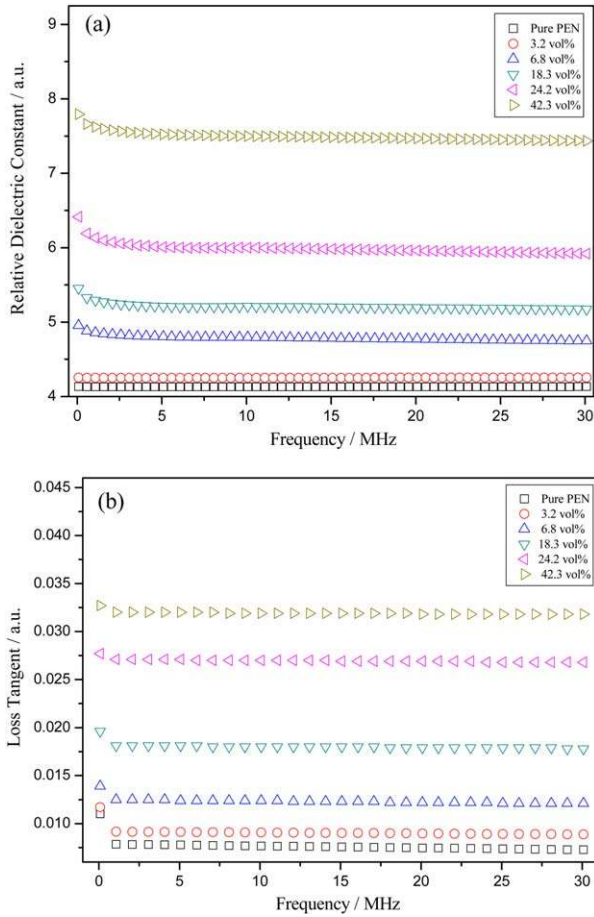 (a)
Pure PEN
3.2 vol%
6.8 vol%
18.3 vol%
24.2 vol%
42.3 vol%
9
8
7
6
5
4
Relative Dielectric Constant / a.u.
0 5 10 15 20 25 30
Frequency / MHz
(b)
Pure PEN
3.2 vol%
6.8 vol%
18.3 vol%
24.2 vol%
42.3 vol%
0.045
0.040
0.035
0.030
0.025
0.020
0.015
0.010
Loss Tangent / a.u.
0 5 10 15 20 25 30
Frequency / MHz